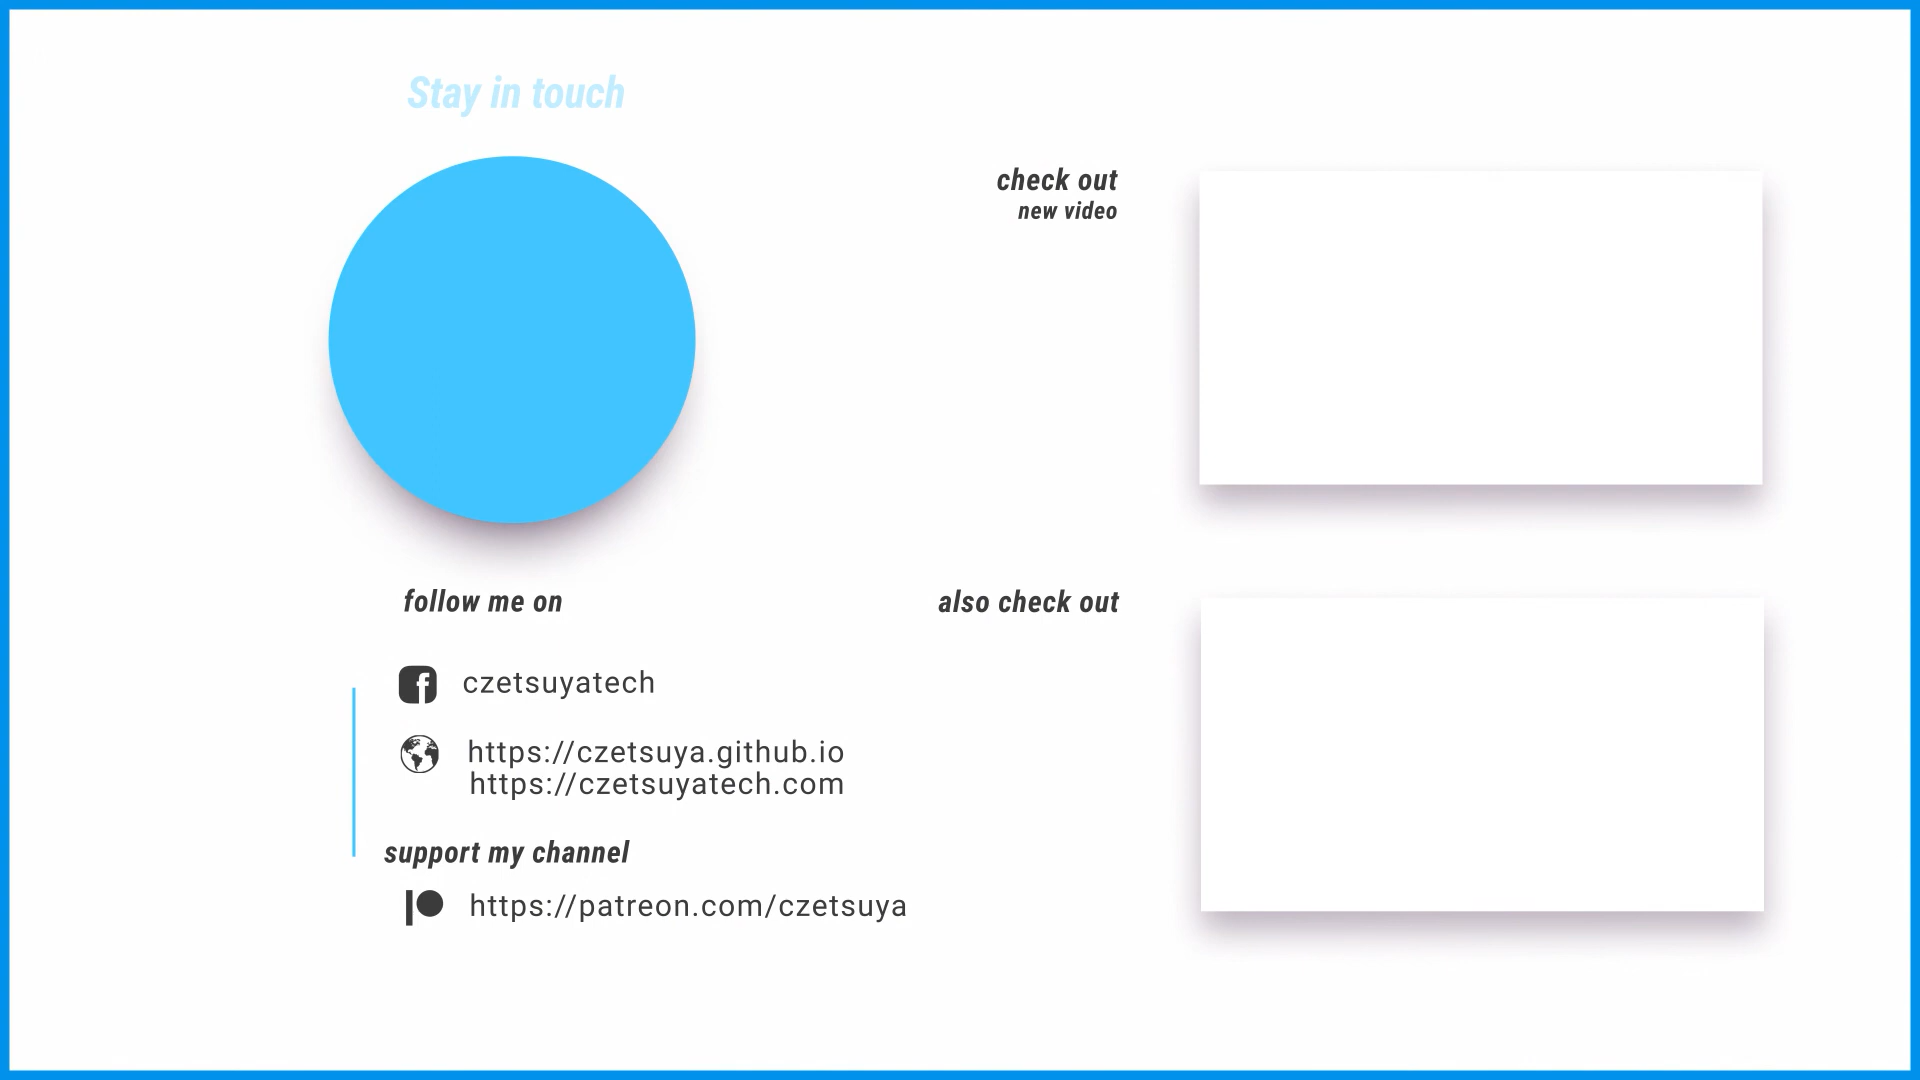 Stay in touch
check out
new video
follow me on
also check out
czetsuyatech
https://czetsuya.github.io
https://czetsuyatech.com
support my channel
https://patreon.com/czetsuya